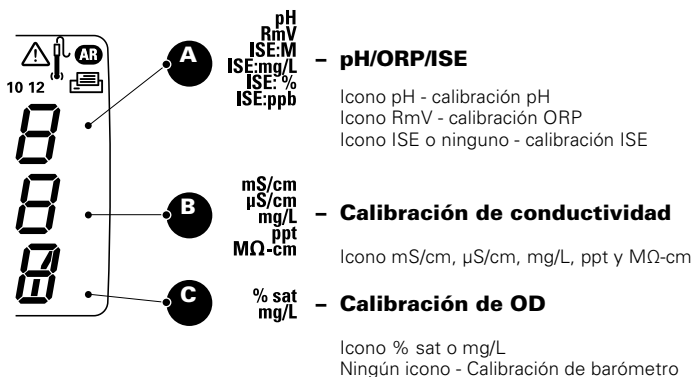 AR
10 12
8
8
8
A
pH
RmV
ISE:M
ISE:mg/L
ISE: %
ISE:ppb
– pH/ORP/ISE
Icono pH - calibración pH
Icono RmV - calibración ORP
Icono ISE o ninguno - calibración ISE
B
mS/cm
µS/cm
mg/L
ppt
MΩ-cm
– Calibración de conductividad
Icono mS/cm, µS/cm, mg/L, ppt y MΩ-cm
C
% sat
mg/L
– Calibración de OD
Icono % sat o mg/L
Ningún icono - Calibración de barómetro